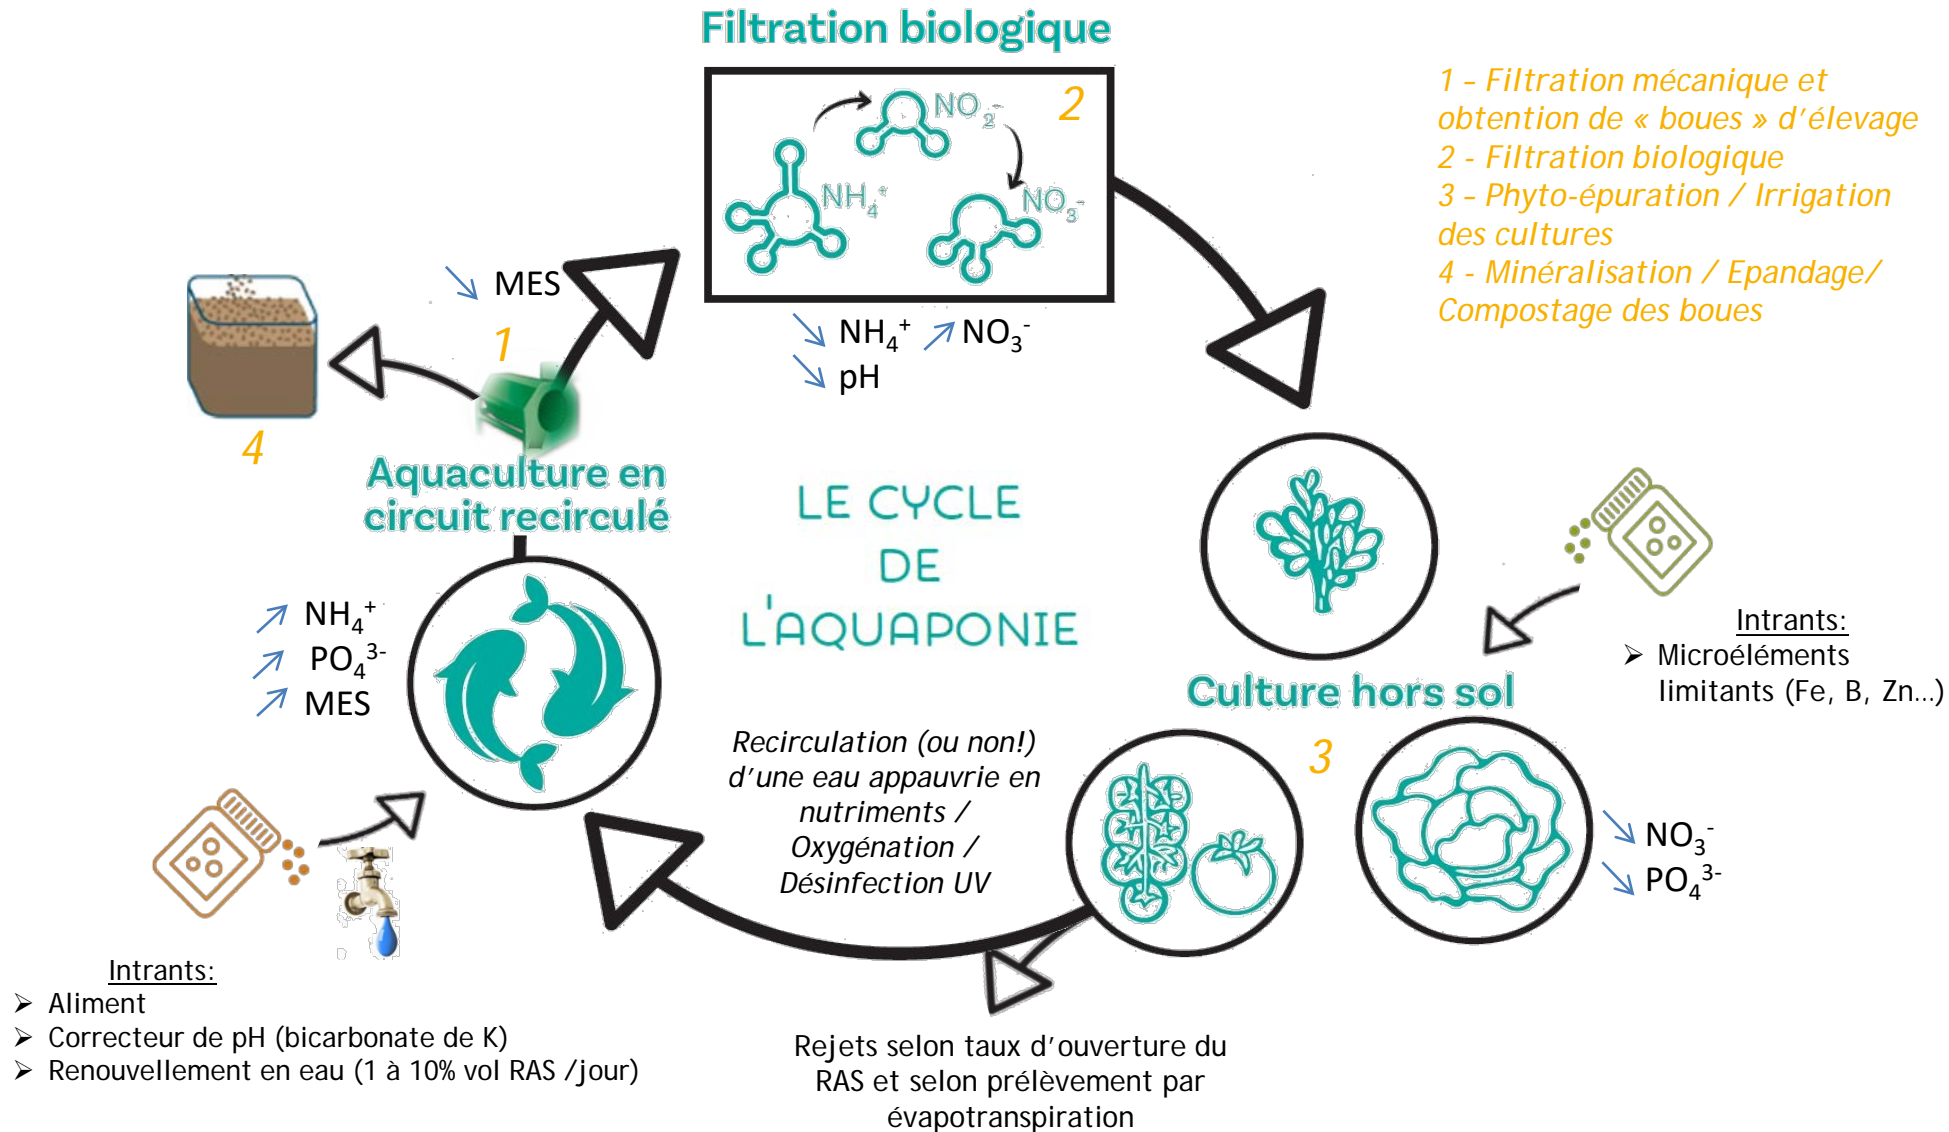 Filtration biologique
2
NO2-
NH4+
NO3-
1 – Filtration mécanique et
obtention de « boues » d'élevage
2 - Filtration biologique
3 – Phyto-épuration / Irrigation
des cultures
4 - Minéralisation / Epandage/
Compostage des boues
↘ MES
1
↘ NH4+ ↗ NO3-
↘ pH
4
Aquaculture en
circuit recirculé
LE CYCLE
DE
L'AQUAPONIE
↗ NH4+
↗ PO43-
↗ MES
Intrants:
➢ Microéléments
limitants (Fe, B, Zn…)
Culture hors sol
3
Recirculation (ou non!)
d'une eau appauvrie en
nutriments /
Oxygénation /
Désinfection UV
↘ NO3-
↘ PO43-
Intrants:
➢ Aliment
➢ Correcteur de pH (bicarbonate de K)
➢ Renouvellement en eau (1 à 10% vol RAS /jour)
Rejets selon taux d'ouverture du
RAS et selon prélèvement par
évapotranspiration